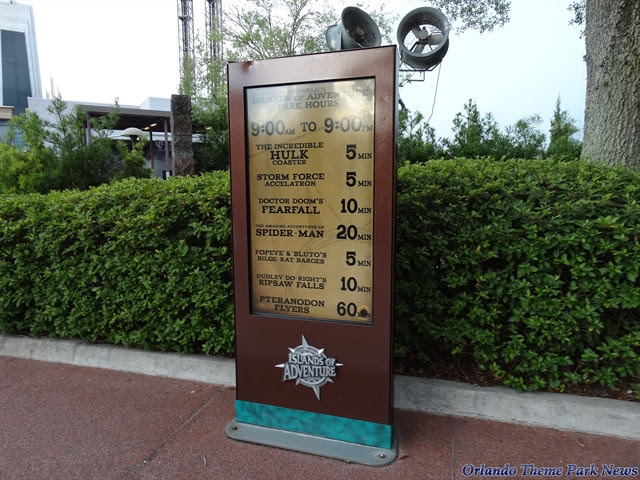 ISLANDS OF ADVENTURE
PARK HOURS
9:00AM TO 9:00PM
THE INCREDIBLE
HULK
COASTER
5 MIN
STORM FORCE
ACCELATRON
5 MIN
DOCTOR DOOM'S
FEARFALL
10 MIN
THE AMAZING ADVENTURES OF
SPIDER-MAN
20 MIN
POPEYE & BLUTO'S
BILGE-RAT BARGES
5 MIN
DUDLEY DO-RIGHT'S
RIPSAW FALLS
10 MIN
PTERANODON
FLYERS
60 MIN
ISLANDS OF
ADVENTURE
Orlando Theme Park News